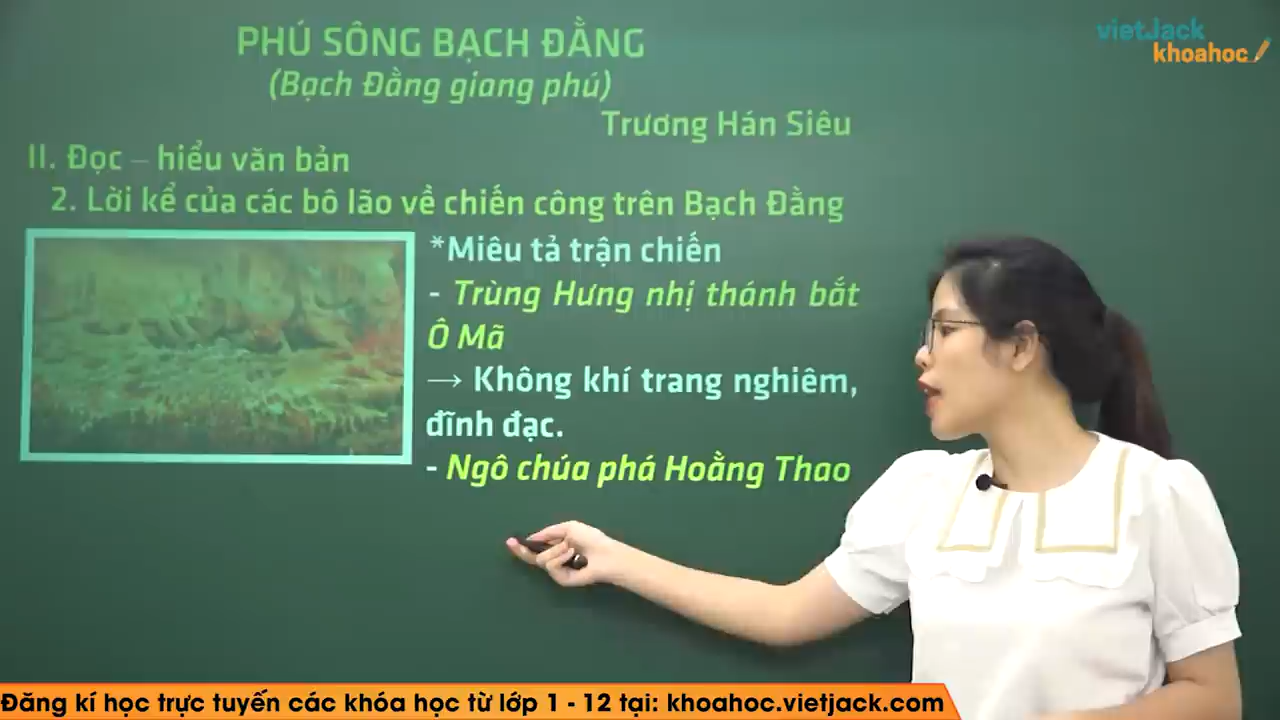 PHÚ SÔNG BẠCH ĐẰNG
(Bạch Đằng giang phú)
Trương Hán Siêu
II. Đọc – hiểu văn bản
2. Lời kể của các bô lão về chiến công trên Bạch Đằng
*Miêu tả trận chiến
- Trùng Hưng nhị thánh bắt
Ô Mã
→ Không khí trang nghiêm,
đĩnh đạc.
- Ngô chúa phá Hoằng Thao
vietJack
khoahoc
Đăng kí học trực tuyến các khóa học từ lớp 1 - 12 tại: khoahoc.vietjack.com